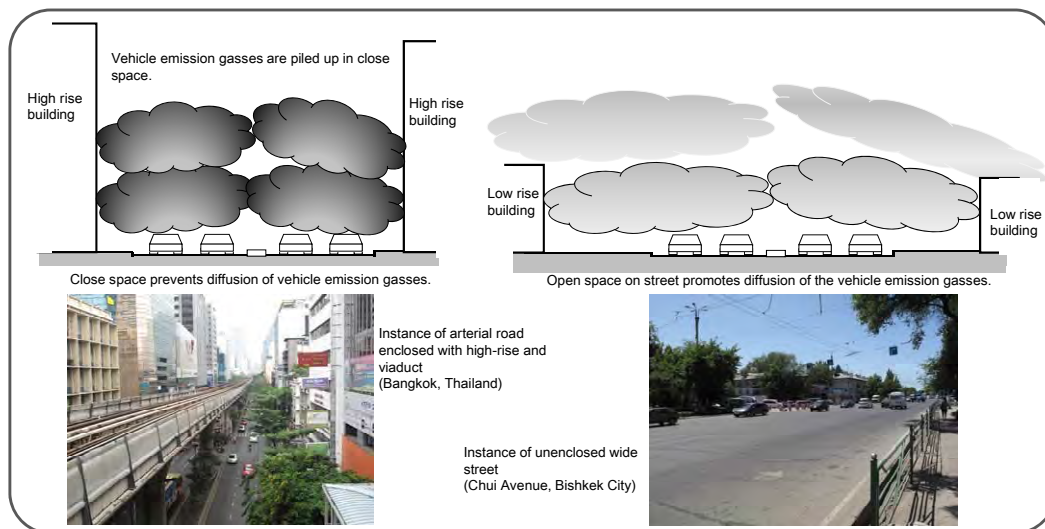 Vehicle emission gasses are piled up in close
space.
High rise
building
High rise
building
Low rise
building
Low rise
building
Close space prevents diffusion of vehicle emission gasses.
Open space on street promotes diffusion of the vehicle emission gasses.
Instance of arterial road
enclosed with high-rise and
viaduct
(Bangkok, Thailand)
Instance of unenclosed wide
street
(Chui Avenue, Bishkek City)